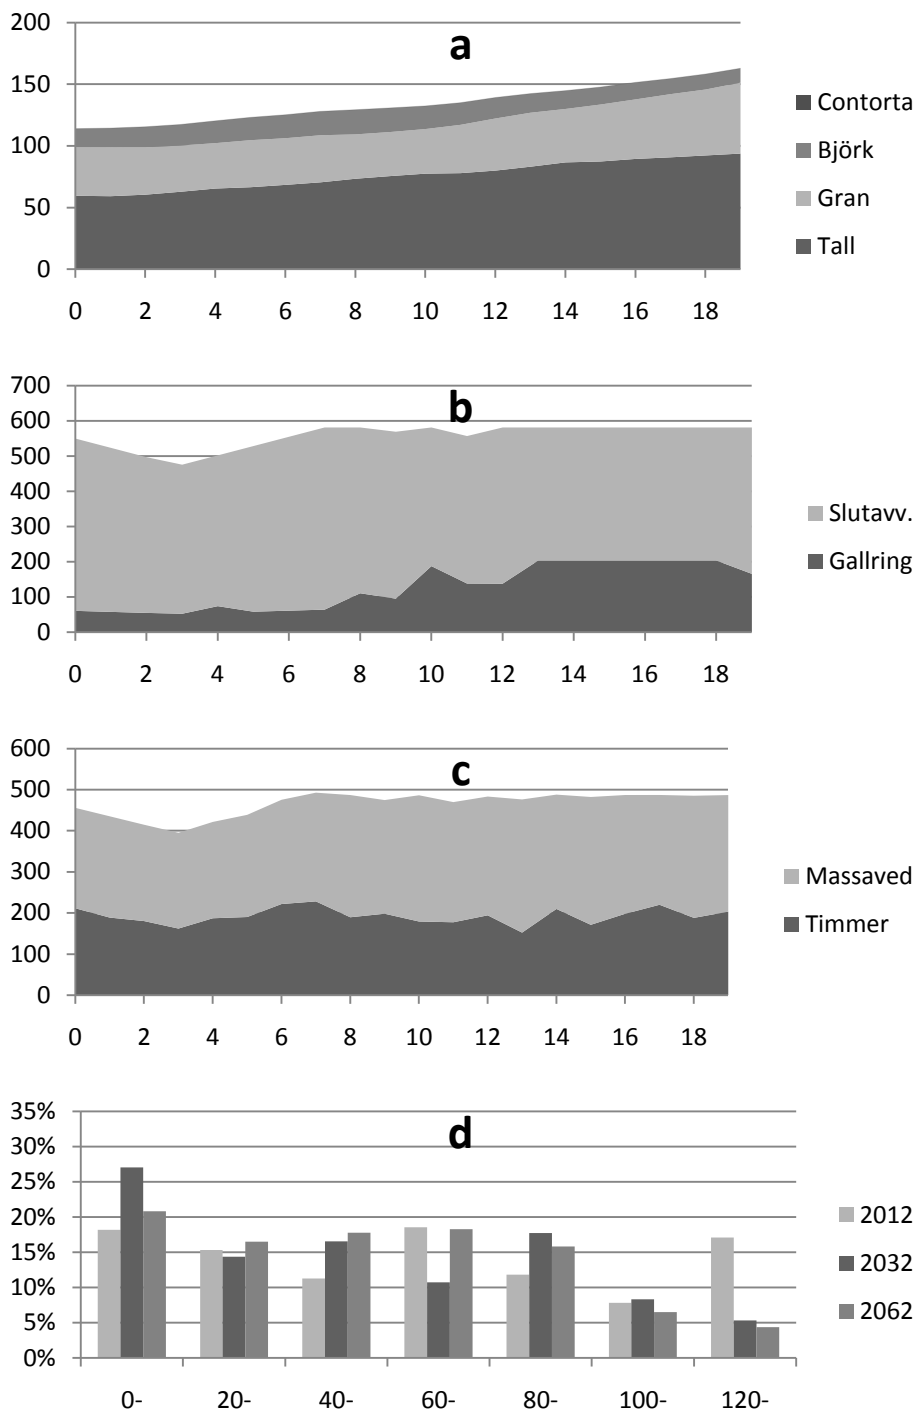 a
200
150
100
50
0
0 2 4 6 8 10 12 14 16 18
Contorta
Björk
Gran
Tall
b
700
600
500
400
300
200
100
0
0 2 4 6 8 10 12 14 16 18
Slutavv.
Gallring
c
600
500
400
300
200
100
0
0 2 4 6 8 10 12 14 16 18
Massaved
Timmer
d
35%
30%
25%
20%
15%
10%
5%
0%
0- 20- 40- 60- 80- 100- 120-
2012
2032
2062